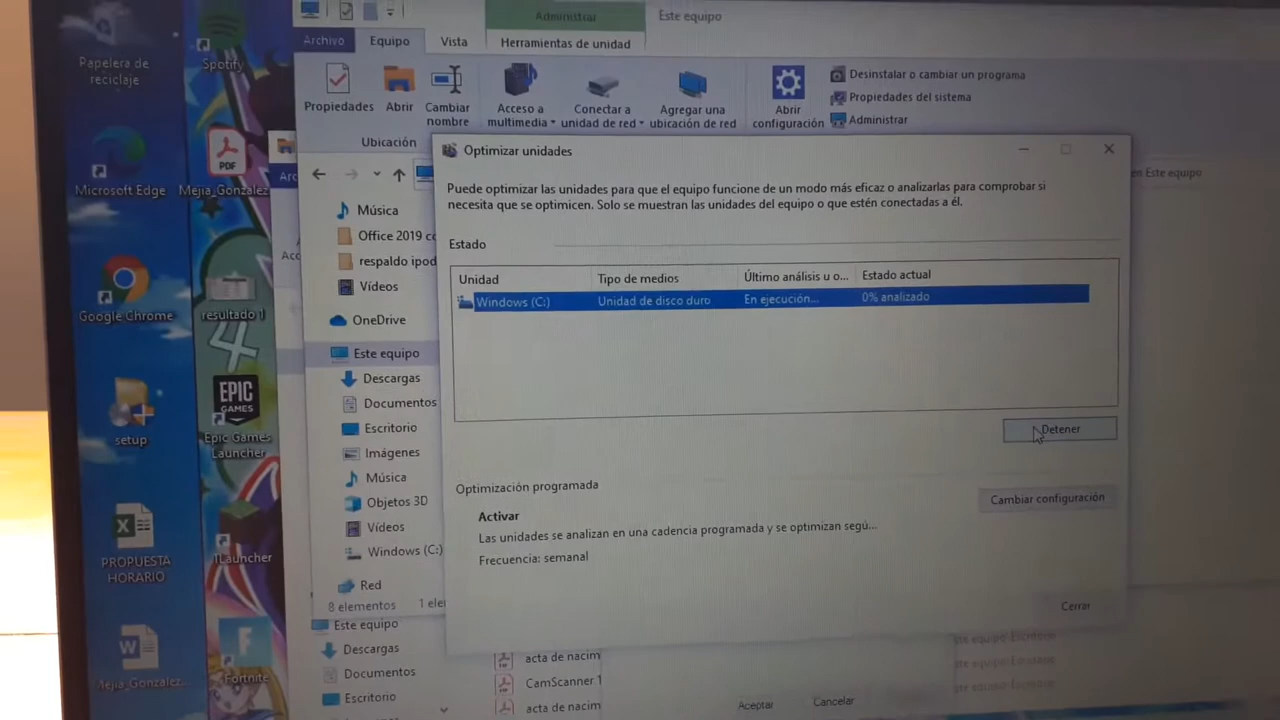 Papelera de
reciclaje
Microsoft Edge
Google Chrome
setup
PROPUESTA
HORARIO
Mejia_Gonzalez...
Spotify
PDF
Mejia_Gonzalez
resultado 1
EPIC
GAMES
Epic Games
Launcher
TLauncher
Fortnite
Administrar
Este equipo
Archivo
Equipo
Vista
Herramientas de unidad
Propiedades
Abrir
Cambiar
nombre
Acceso a
multimedia
Conectar a
unidad de red
Agregar una
ubicación de red
Abrir
configuración
Desinstalar o cambiar un programa
Propiedades del sistema
Administrar
Ubicación
en Este equipo
Música
Office 2019
respaldo ipod
Vídeos
OneDrive
Este equipo
Descargas
Documentos
Escritorio
Imágenes
Música
Objetos 3D
Vídeos
Windows (C:)
Red
8 elementos
Optimizar unidades
Puede optimizar las unidades para que el equipo funcione de un modo más eficaz o analizarlas para comprobar si
necesita que se optimicen. Solo se muestran las unidades del equipo o que estén conectadas a él.
Estado
Unidad Tipo de medios Último análisis u o... Estado actual
Windows (C:) Unidad de disco duro En ejecución... 0% analizado
Detener
Optimización programada
Cambiar configuración
Activar
Las unidades se analizan en una cadencia programada y se optimizan segú...
Frecuencia: semanal
Cerrar
Este equipo
Descargas
Documentos
Escritorio
acta de nacim
CamScanner 1
acta de nacim
Aceptar
Cancelar